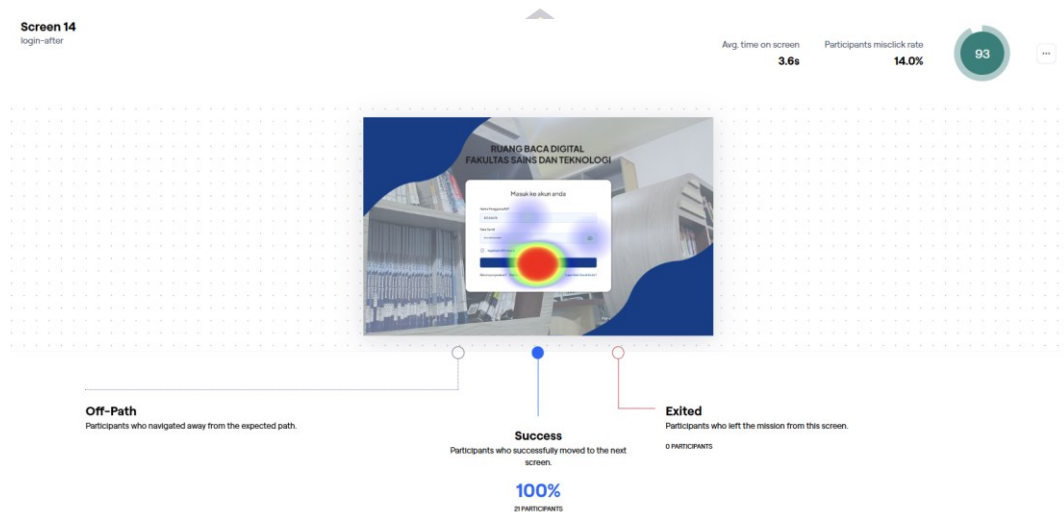 Screen 14
login-after
Avg. time on screen
3.6s
Participants misclick rate
14.0%
93
RUANG BACA DIGITAL
FAKULTAS SAINS DAN TEKNOLOGI
Masuk ke akun anda
Off-Path
Participants who navigated away from the expected path.
Success
Participants who successfully moved to the next
screen.
100%
21 PARTICIPANTS
Exited
Participants who left the mission from this screen.
0 PARTICIPANTS